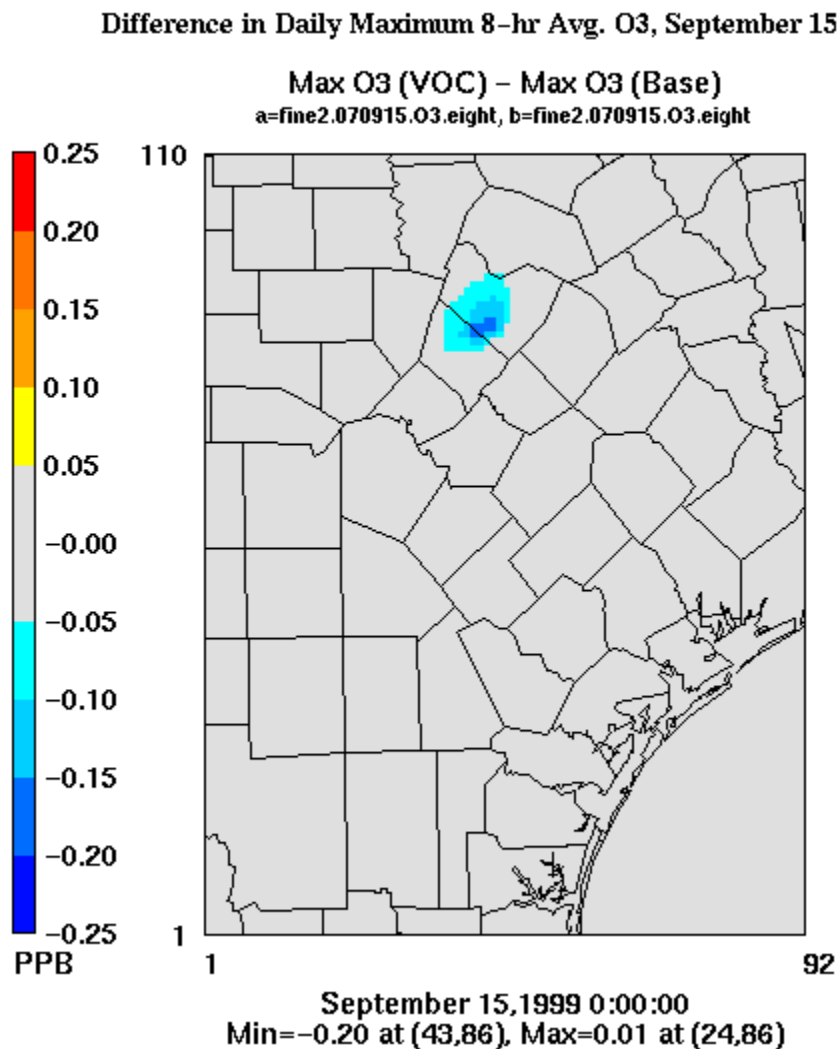 Difference in Daily Maximum 8-hr Avg. O3, September 15
Max O3 (VOC) - Max O3 (Base)
a=fine2.070915.O3.eight, b=fine2.070915.O3.eight
0.25
0.20
0.15
0.10
0.05
-0.00
-0.05
-0.10
-0.15
-0.20
-0.25
PPB
110
1
1
92
September 15,1999 0:00:00
Min=-0.20 at (43,86), Max=0.01 at (24,86)